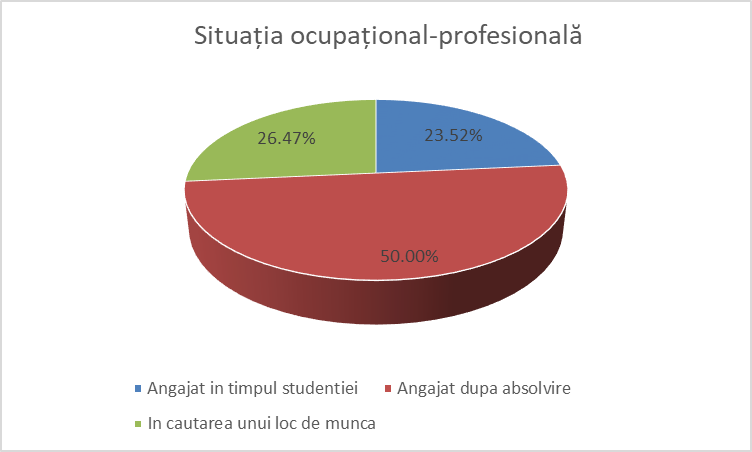 Situația ocupațional-profesională
26.47%
23.52%
50.00%
Angajat in timpul studentiei
Angajat dupa absolvire
In cautarea unui loc de munca